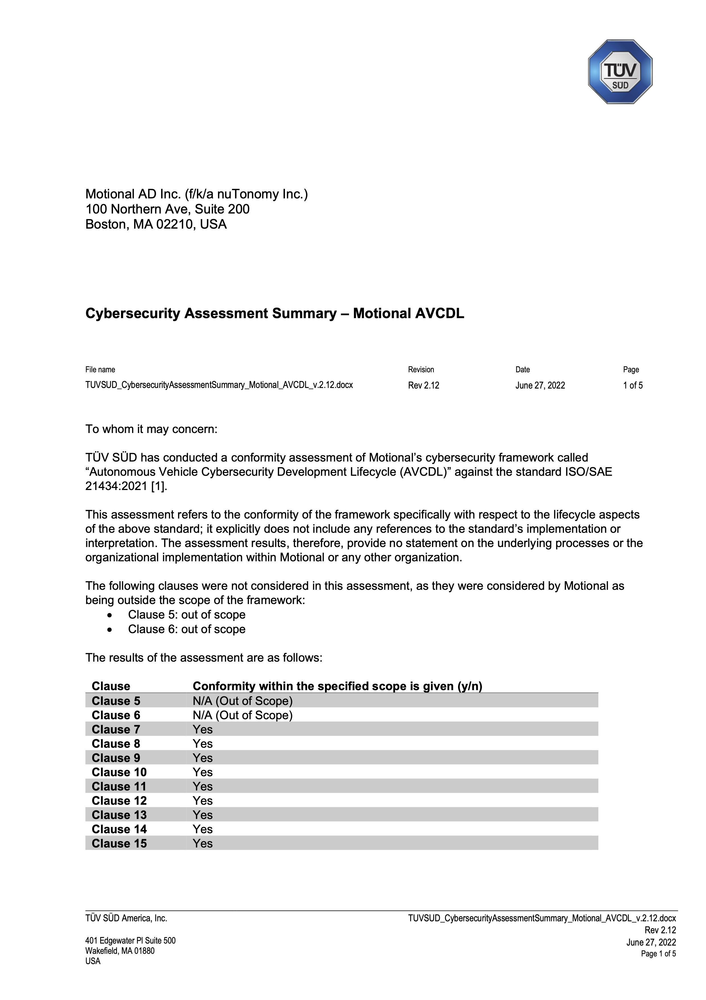 TÜV
SÜD
Motional AD Inc. (f/k/a nuTonomy Inc.)
100 Northern Ave, Suite 200
Boston, MA 02210, USA
Cybersecurity Assessment Summary – Motional AVCDL
File name Revision Date Page
TUVSUD_CybersecurityAssessmentSummary_Motional_AVCDL_v.2.12.docx Rev 2.12 June 27, 2022 1 of 5
To whom it may concern:
TÜV SÜD has conducted a conformity assessment of Motional’s cybersecurity framework called
“Autonomous Vehicle Cybersecurity Development Lifecycle (AVCDL)” against the standard ISO/SAE
21434:2021 [1].
This assessment refers to the conformity of the framework specifically with respect to the lifecycle aspects
of the above standard; it explicitly does not include any references to the standard’s implementation or
interpretation. The assessment results, therefore, provide no statement on the underlying processes or the
organizational implementation within Motional or any other organization.
The following clauses were not considered in this assessment, as they were considered by Motional as
being outside the scope of the framework:
• Clause 5: out of scope
• Clause 6: out of scope
The results of the assessment are as follows:
Clause Conformity within the specified scope is given (y/n)
Clause 5 N/A (Out of Scope)
Clause 6 N/A (Out of Scope)
Clause 7 Yes
Clause 8 Yes
Clause 9 Yes
Clause 10 Yes
Clause 11 Yes
Clause 12 Yes
Clause 13 Yes
Clause 14 Yes
Clause 15 Yes
TÜV SÜD America, Inc. TUVSUD_CybersecurityAssessmentSummary_Motional_AVCDL_v.2.12.docx
Rev 2.12
401 Edgewater Pl Suite 500 June 27, 2022
Wakefield, MA 01880 Page 1 of 5
USA